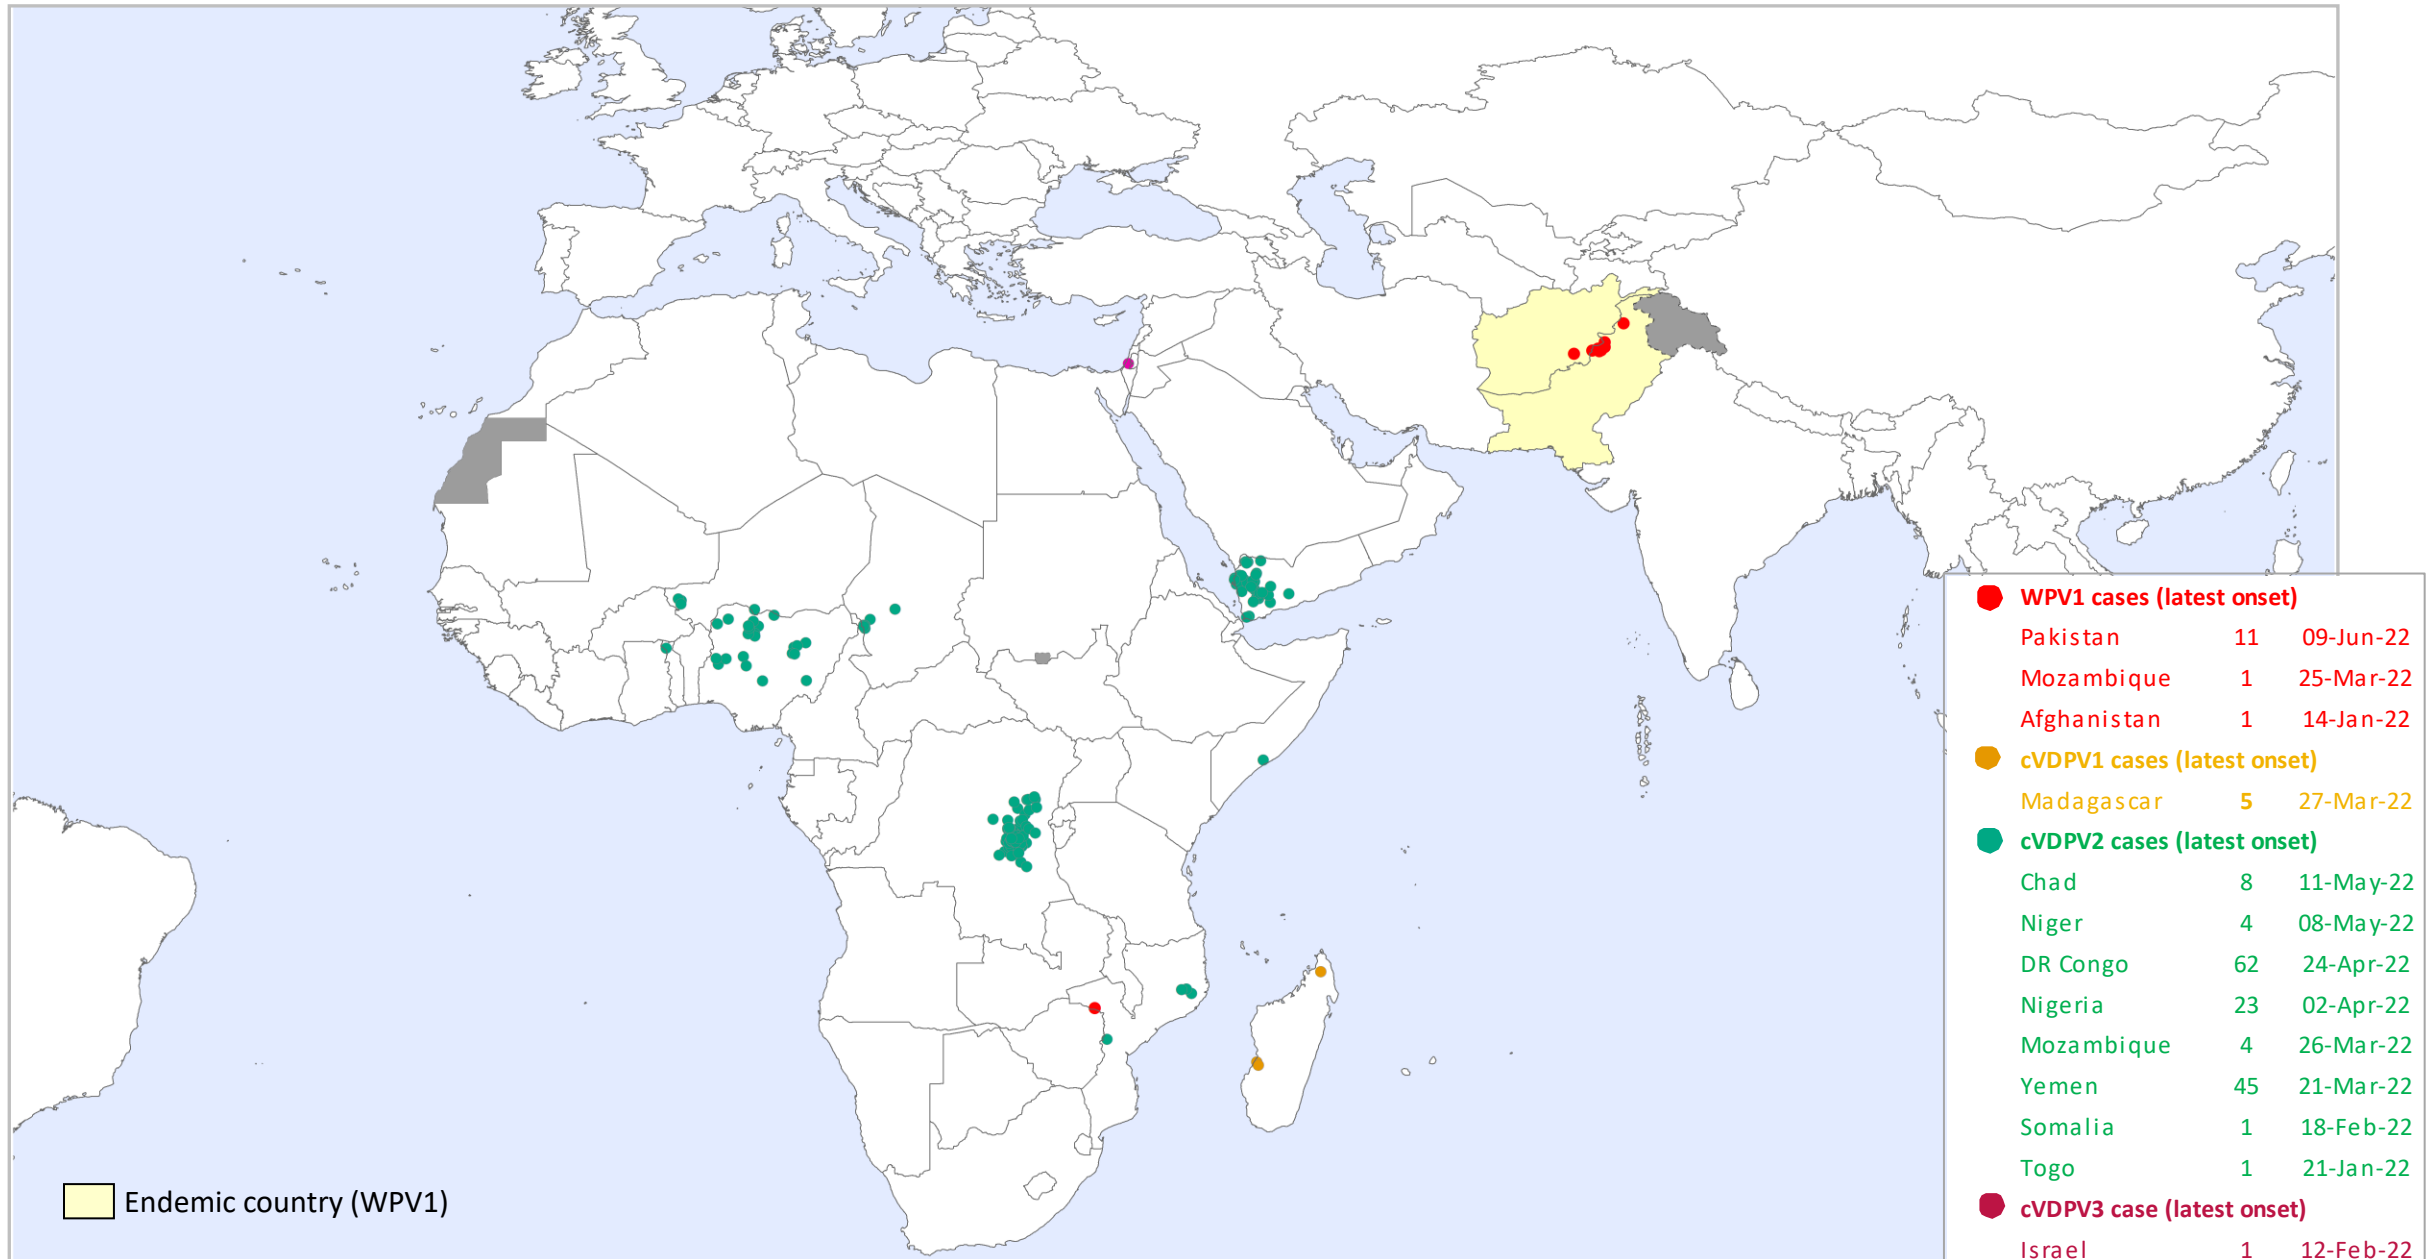 WPV1 cases (latest onset)
Pakistan 11 09-Jun-22
Mozambique 1 25-Mar-22
Afghanistan 1 14-Jan-22
cVDPV1 cases (latest onset)
Madagascar 5 27-Mar-22
cVDPV2 cases (latest onset)
Chad 8 11-May-22
Niger 4 08-May-22
DR Congo 62 24-Apr-22
Nigeria 23 02-Apr-22
Mozambique 4 26-Mar-22
Yemen 45 21-Mar-22
Somalia 1 18-Feb-22
Togo 1 21-Jan-22
cVDPV3 case (latest onset)
Israel 1 12-Feb-22
Endemic country (WPV1)